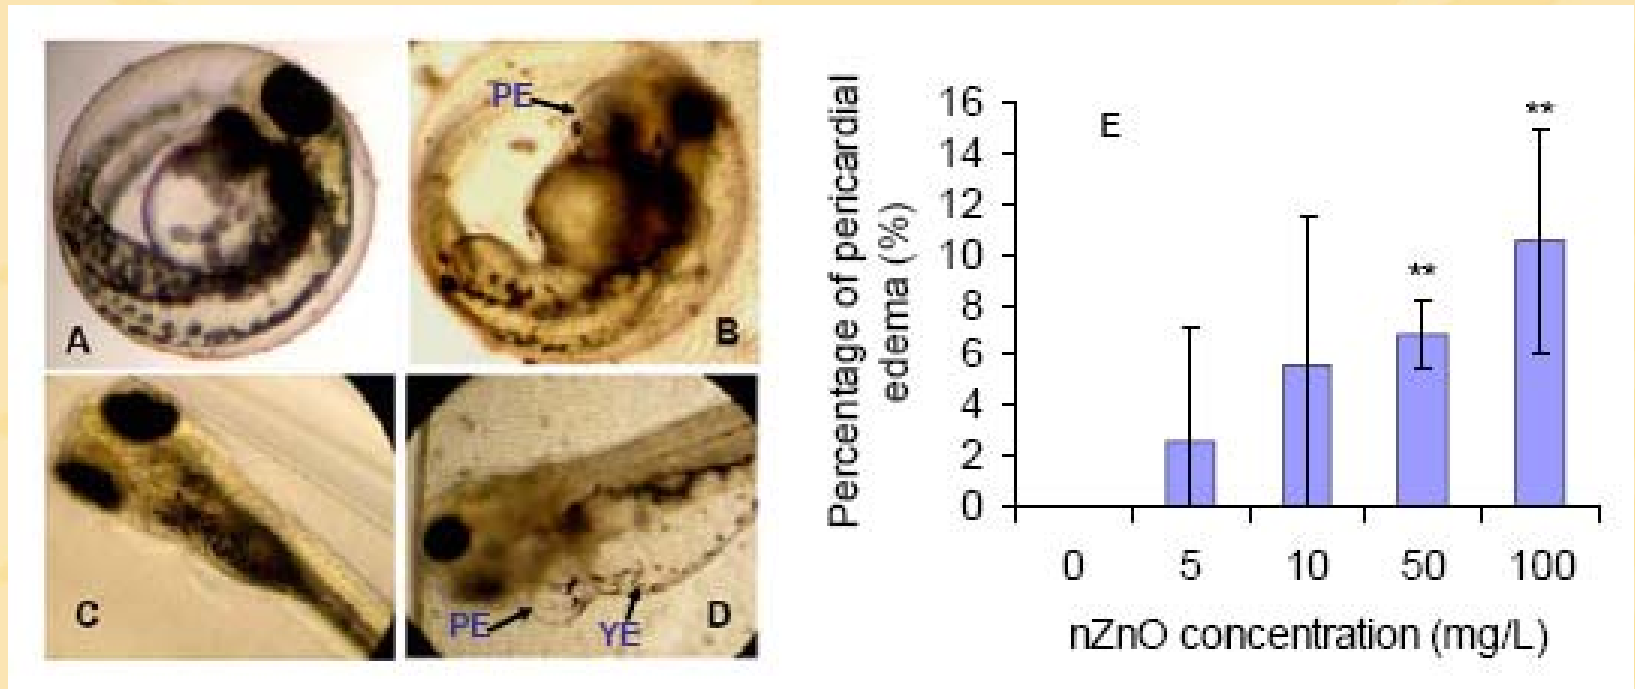 A
PE
B
C
PE
YE
D
E
Percentage of pericardial
edema (%)
16
14
12
10
8
6
4
2
0
**
**
0 5 10 50 100
nZnO concentration (mg/L)